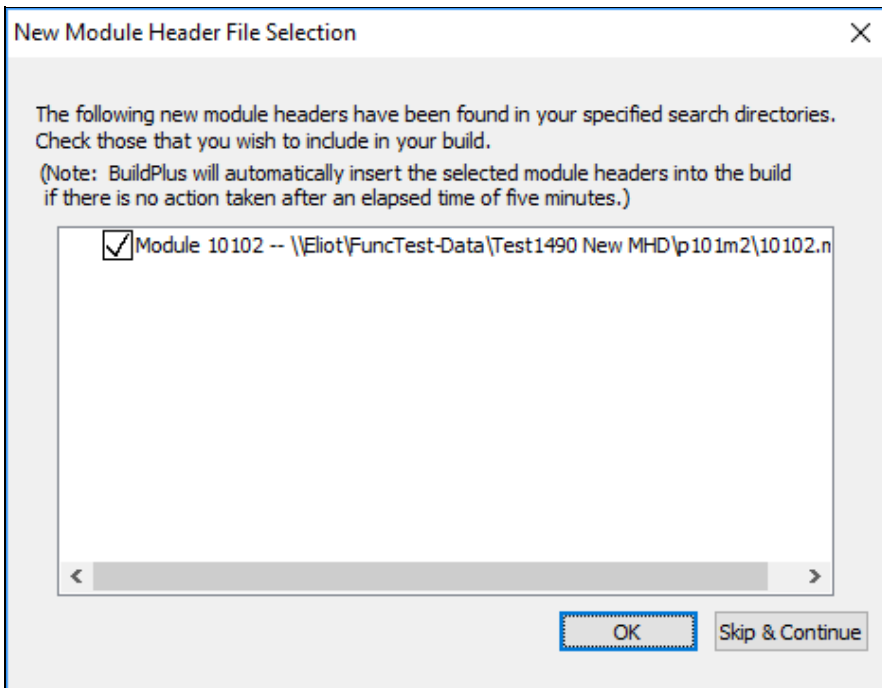 New Module Header File Selection
The following new module headers have been found in your specified search directories.
Check those that you wish to include in your build.
(Note: BuildPlus will automatically insert the selected module headers into the build
if there is no action taken after an elapsed time of five minutes.)
Module 10102 -- \\Eliot\FuncTest-Data\Test1490 New MHD\p101m2\10102.m
OK
Skip & Continue